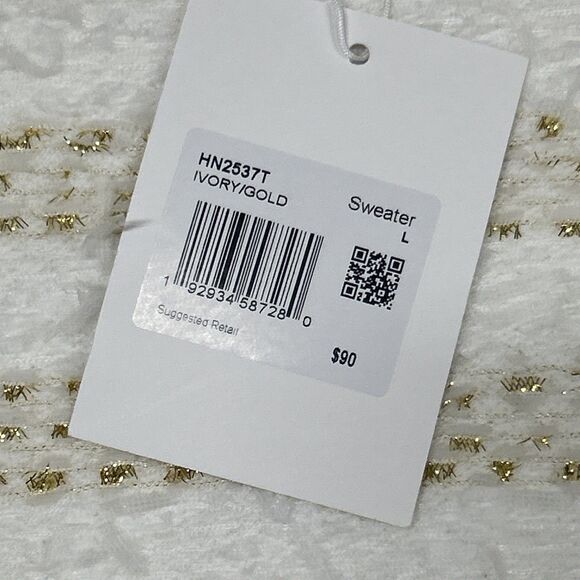 HN2537T
IVORY/GOLD
Sweater
L
1 92934 58728 0
Suggested Retail
$90